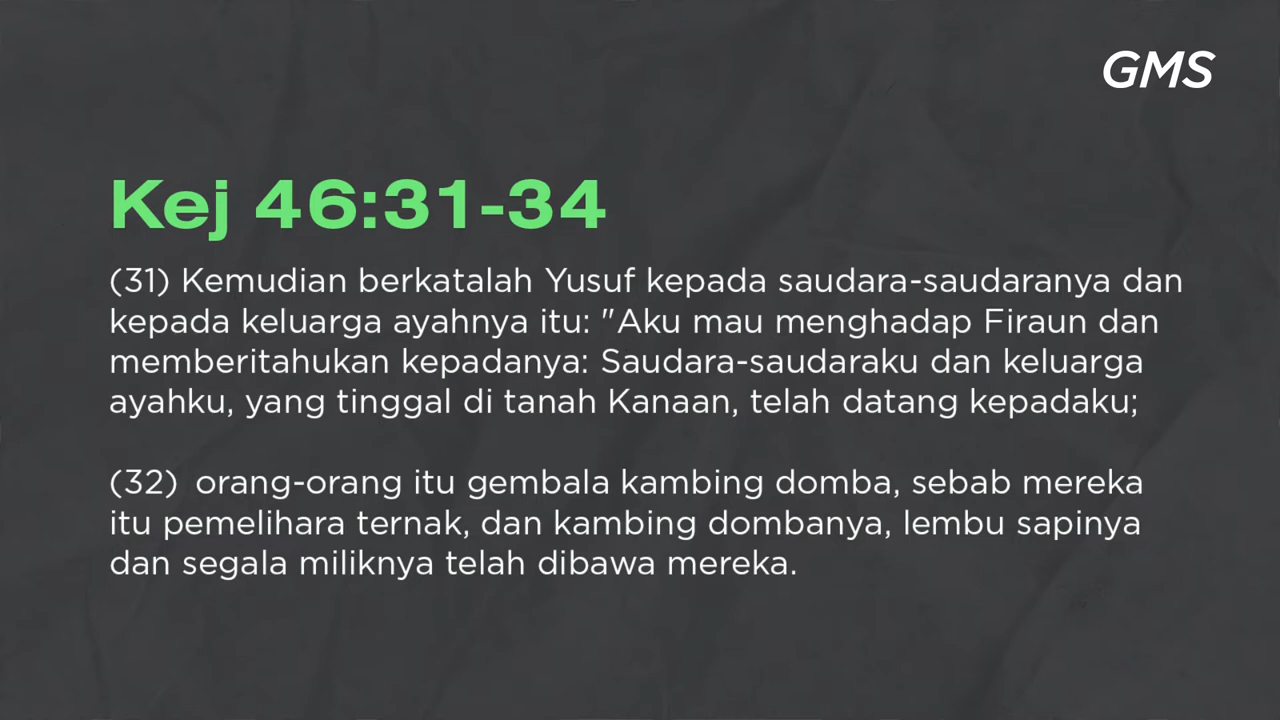 GMS
Kej 46:31-34
(31) Kemudian berkatalah Yusuf kepada saudara-saudaranya dan
kepada keluarga ayahnya itu: "Aku mau menghadap Firaun dan
memberitahukan kepadanya: Saudara-saudaraku dan keluarga
ayahku, yang tinggal di tanah Kanaan, telah datang kepadaku;
(32)  orang-orang itu gembala kambing domba, sebab mereka
itu pemelihara ternak, dan kambing dombanya, lembu sapinya
dan segala miliknya telah dibawa mereka.